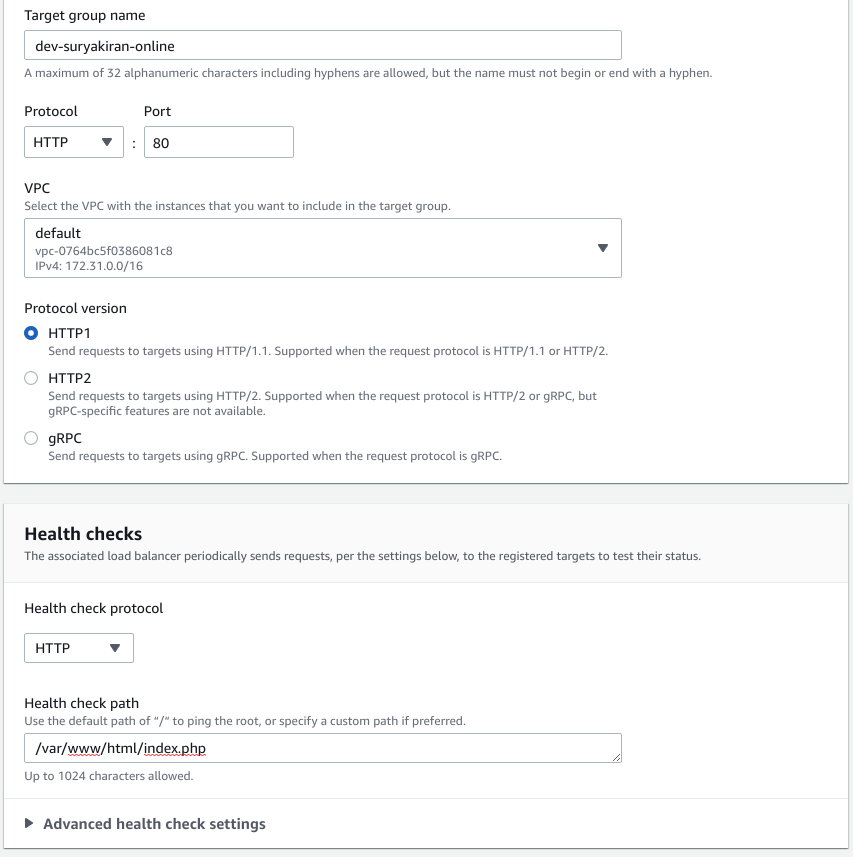 Target group name
dev-suryakiran-online
A maximum of 32 alphanumeric characters including hyphens are allowed, but the name must not begin or end with a hyphen.
Protocol Port
HTTP : 80
VPC
Select the VPC with the instances that you want to include in the target group.
default
vpc-0764bc5f0386081c8
IPv4: 172.31.0.0/16
Protocol version
HTTP1
Send requests to targets using HTTP/1.1. Supported when the request protocol is HTTP/1.1 or HTTP/2.
HTTP2
Send requests to targets using HTTP/2. Supported when the request protocol is HTTP/2 or gRPC, but
gRPC-specific features are not available.
gRPC
Send requests to targets using gRPC. Supported when the request protocol is gRPC.
Health checks
The associated load balancer periodically sends requests, per the settings below, to the registered targets to test their status.
Health check protocol
HTTP
Health check path
Use the default path of "/" to ping the root, or specify a custom path if preferred.
/var/www/html/index.php
Up to 1024 characters allowed.
Advanced health check settings